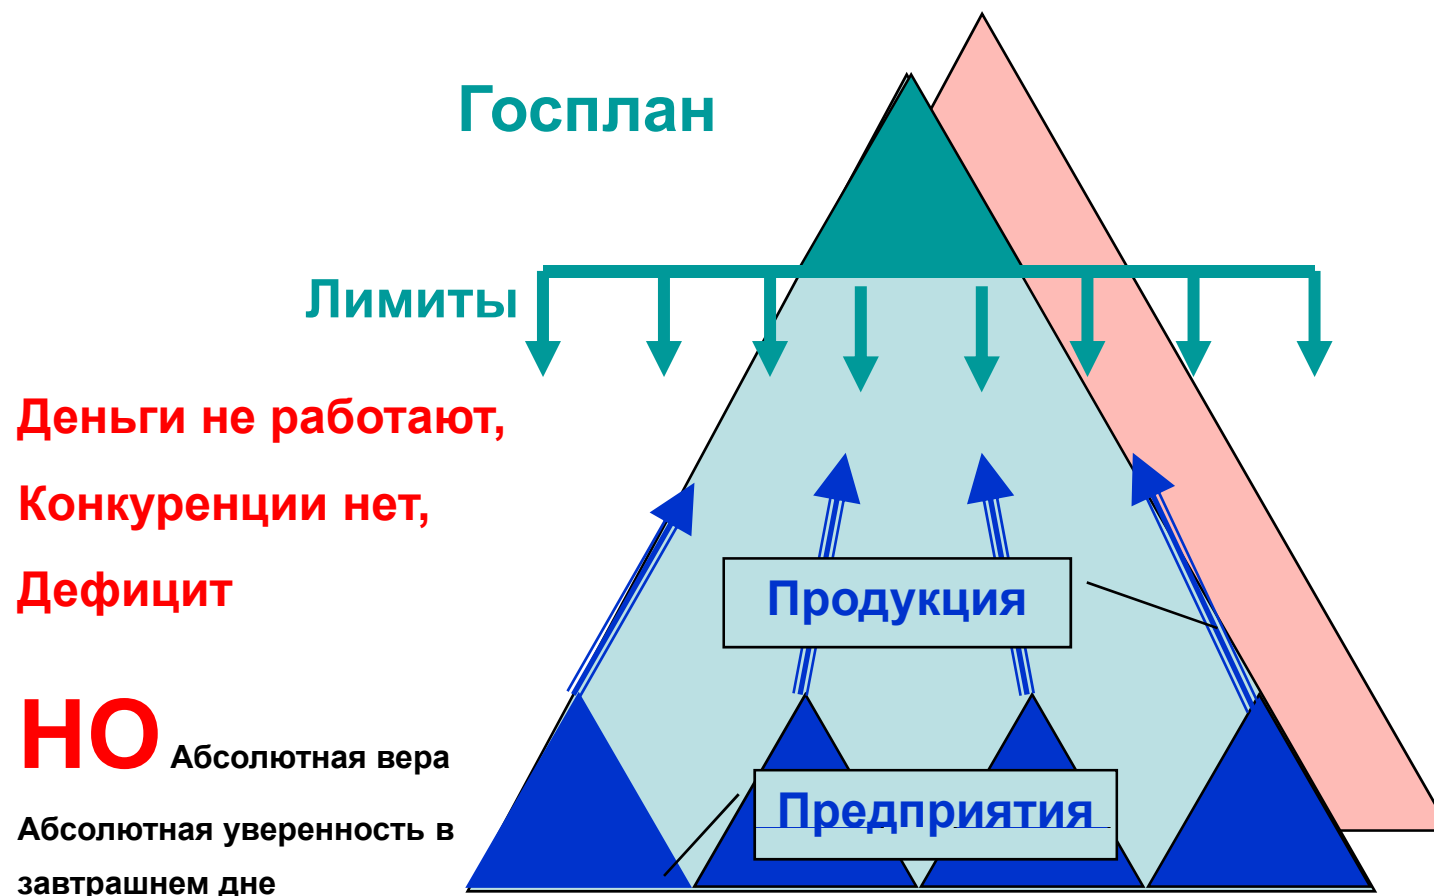 Госплан
Лимиты
Деньги не работают,
Конкуренции нет,
Дефицит
Продукция
НО Абсолютная вера
Абсолютная уверенность в
завтрашнем дне
Предприятия